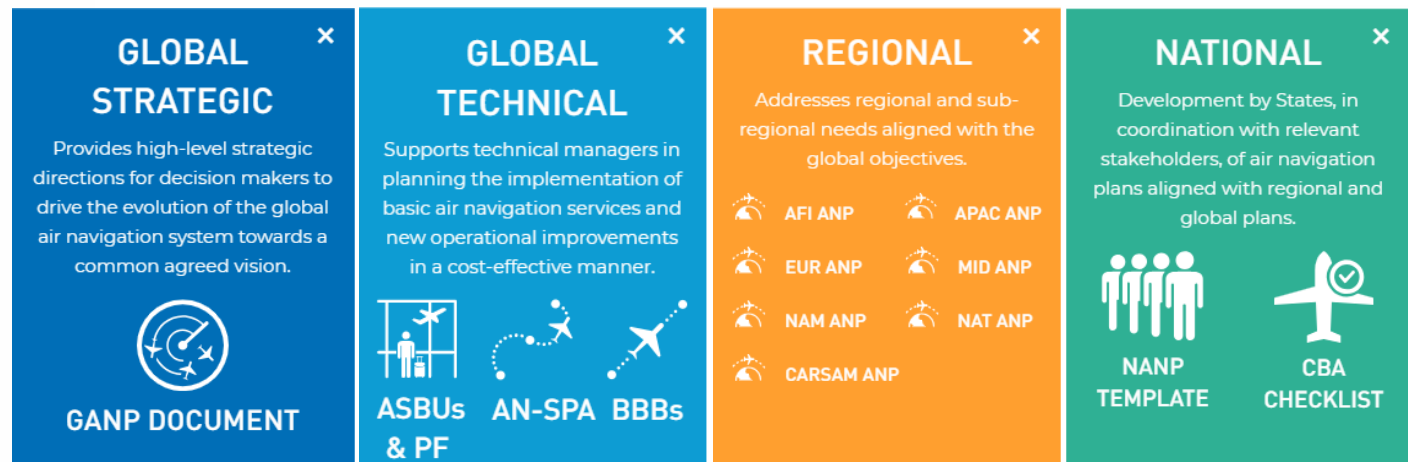 GLOBAL
STRATEGIC
Provides high-level strategic
directions for decision makers to
drive the evolution of the global
air navigation system towards a
common agreed vision.
GANP DOCUMENT
GLOBAL
TECHNICAL
Supports technical managers in
planning the implementation of
basic air navigation services and
new operational improvements
in a cost-effective manner.
ASBUs
& PF
AN-SPA
BBBs
REGIONAL
Addresses regional and sub-
regional needs aligned with the
global objectives.
AFI ANP
APAC ANP
EUR ANP
MID ANP
NAM ANP
NAT ANP
CARSAM ANP
NATIONAL
Development by States, in
coordination with relevant
stakeholders, of air navigation
plans aligned with regional and
global plans.
NANP
TEMPLATE
CBA
CHECKLIST